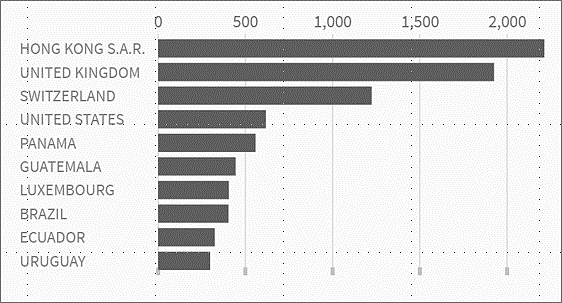 0 500 1,000 1,500 2,000
HONG KONG S.A.R.
UNITED KINGDOM
SWITZERLAND
UNITED STATES
PANAMA
GUATEMALA
LUXEMBOURG
BRAZIL
ECUADOR
URUGUAY